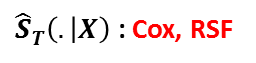 Ŝ_T(.|X) : Cox, RSF